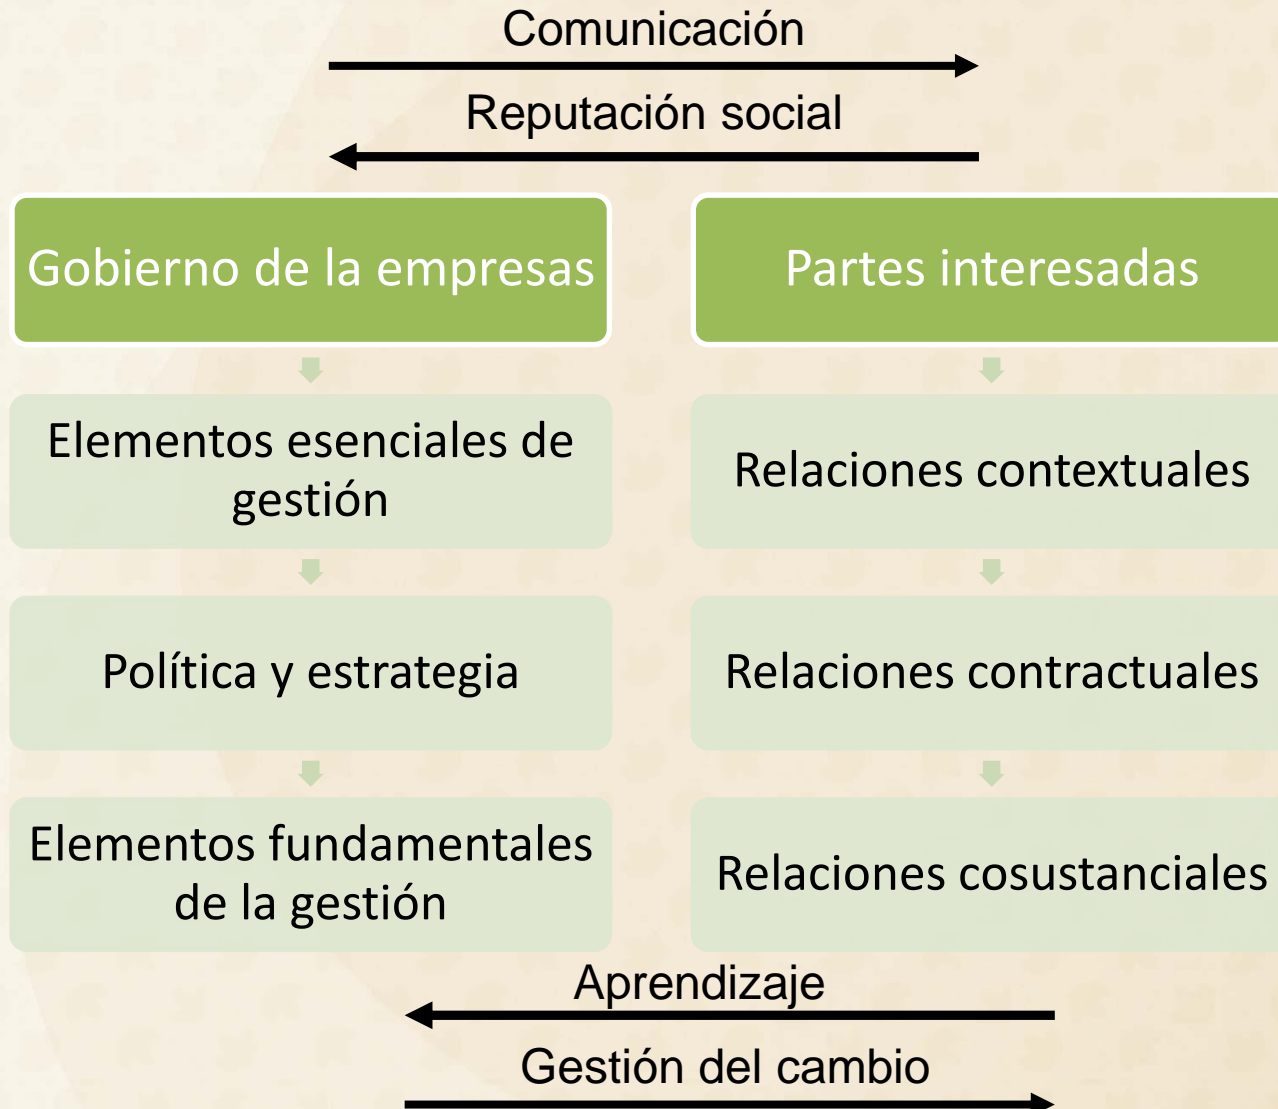 Comunicación
Reputación social
Gobierno de la empresas
Partes interesadas
Elementos esenciales de
gestión
Relaciones contextuales
Política y estrategia
Relaciones contractuales
Elementos fundamentales
de la gestión
Relaciones cosustanciales
Aprendizaje
Gestión del cambio